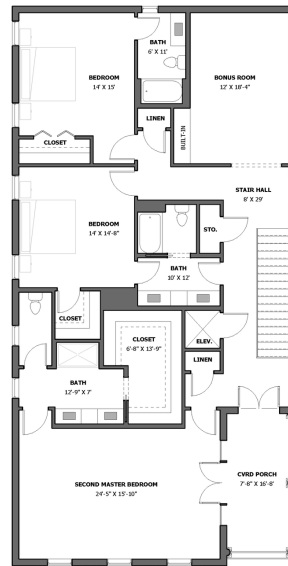 BATH
6' X 11'
BEDROOM
14' X 15'
BONUS ROOM
12' X 18'-4"
LINEN
BUILT-IN
CLOSET
STAIR HALL
8' X 29'
BEDROOM
14' X 14'-8"
STO.
BATH
10' X 12'
CLOSET
CLOSET
6'-8" X 13'-9"
ELEV.
LINEN
BATH
12'-9" X 7'
SECOND MASTER BEDROOM
24'-5" X 15'-10"
CVRD PORCH
7'-8" X 16'-8"